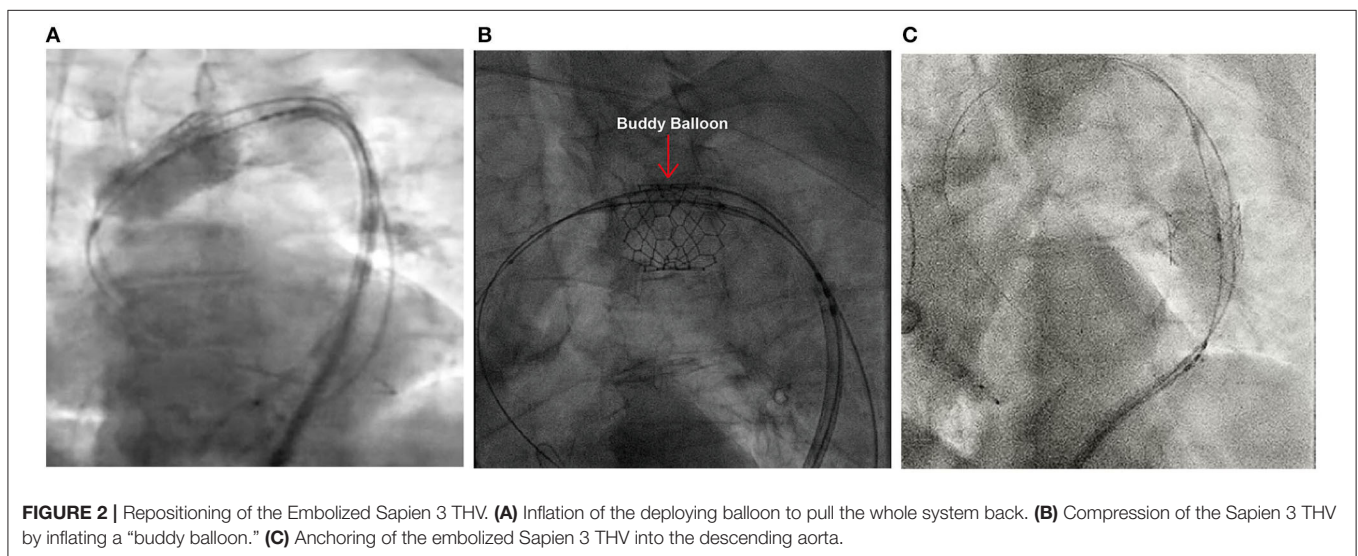 A
B
C
Buddy Balloon
FIGURE 2 | Repositioning of the Embolized Sapien 3 THV. (A) Inflation of the deploying balloon to pull the whole system back. (B) Compression of the Sapien 3 THV
by inflating a “buddy balloon.” (C) Anchoring of the embolized Sapien 3 THV into the descending aorta.